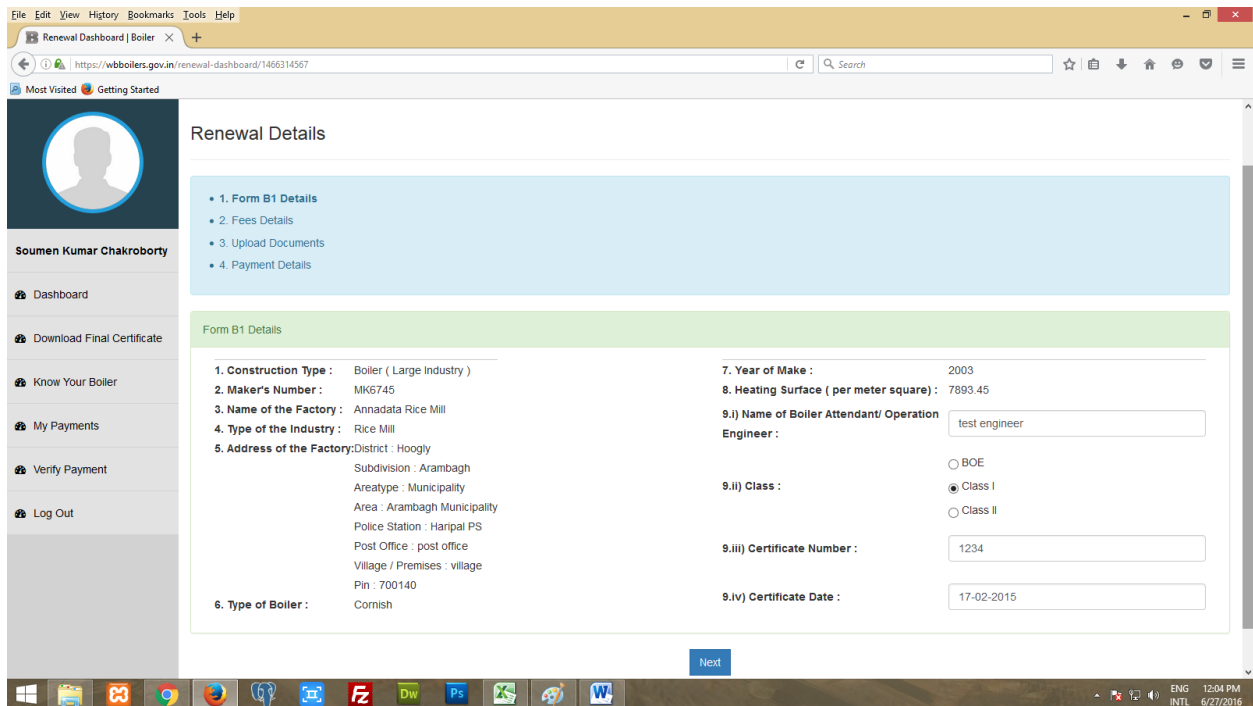 File Edit View History Bookmarks Tools Help
Renewal Dashboard | Boiler
https://wbboilers.gov.in/renewal-dashboard/1466314567
Search
Most Visited Getting Started
Renewal Details
• 1. Form B1 Details
• 2. Fees Details
• 3. Upload Documents
• 4. Payment Details
Soumen Kumar Chakroborty
Dashboard
Download Final Certificate
Know Your Boiler
My Payments
Verify Payment
Log Out
Form B1 Details
1. Construction Type : Boiler ( Large Industry )
2. Maker's Number : MK6745
3. Name of the Factory : Annadata Rice Mill
4. Type of the Industry : Rice Mill
5. Address of the Factory:District : Hoogly
Subdivision : Arambagh
Areatype : Municipality
Area : Arambagh Municipality
Police Station : Haripal PS
Post Office : post office
Village / Premises : village
Pin : 700140
6. Type of Boiler : Cornish
7. Year of Make : 2003
8. Heating Surface ( per meter square) : 7893.45
9.i) Name of Boiler Attendant/ Operation
Engineer :
test engineer
9.ii) Class :
BOE
Class I
Class II
9.iii) Certificate Number : 1234
9.iv) Certificate Date : 17-02-2015
Next
Fz Dw Ps X W
ENG 12:04 PM
INTL 6/27/2016